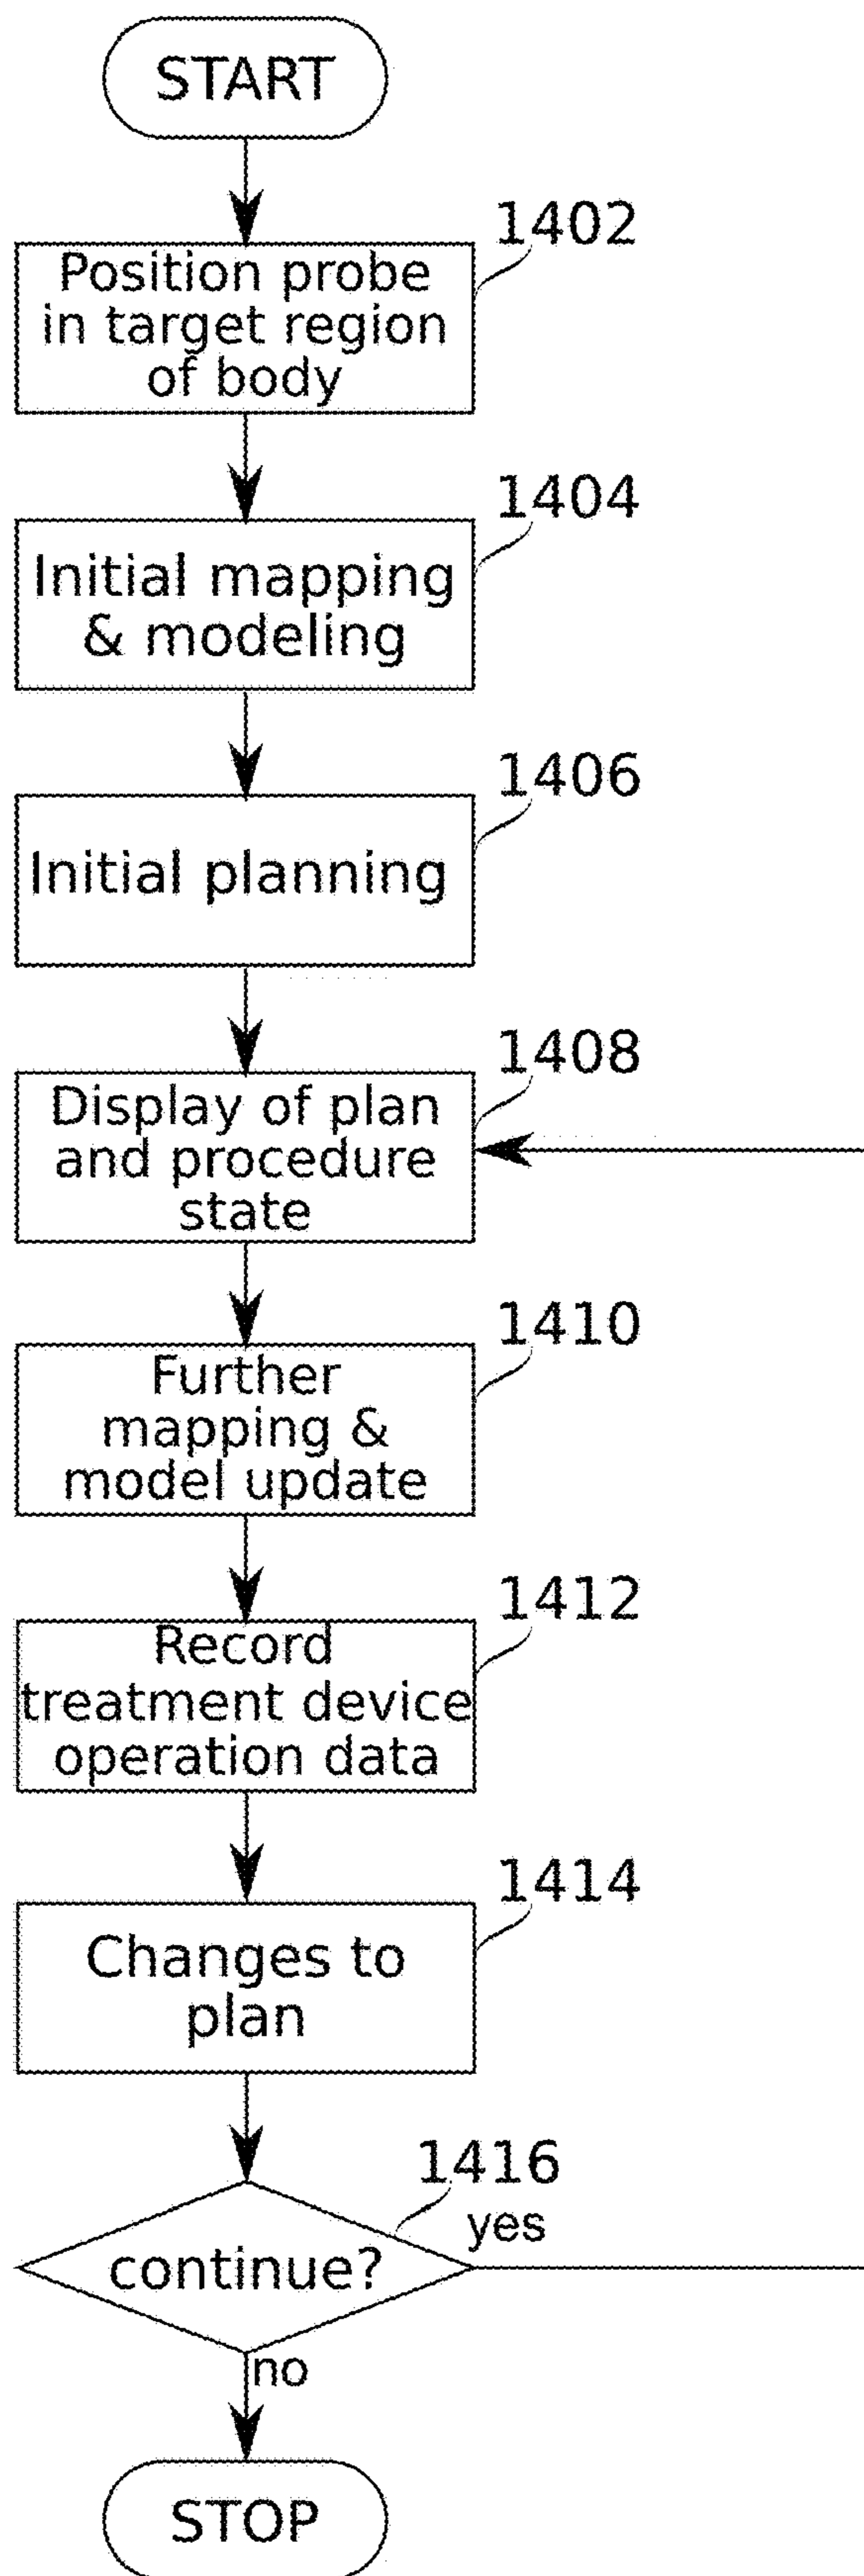 START
1402
Position probe
in target region
of body
1404
Initial mapping
& modeling
1406
Initial planning
1408
Display of plan
and procedure
state
1410
Further
mapping &
model update
1412
Record
treatment device
operation data
1414
Changes to
plan
1416
yes
continue?
no
STOP